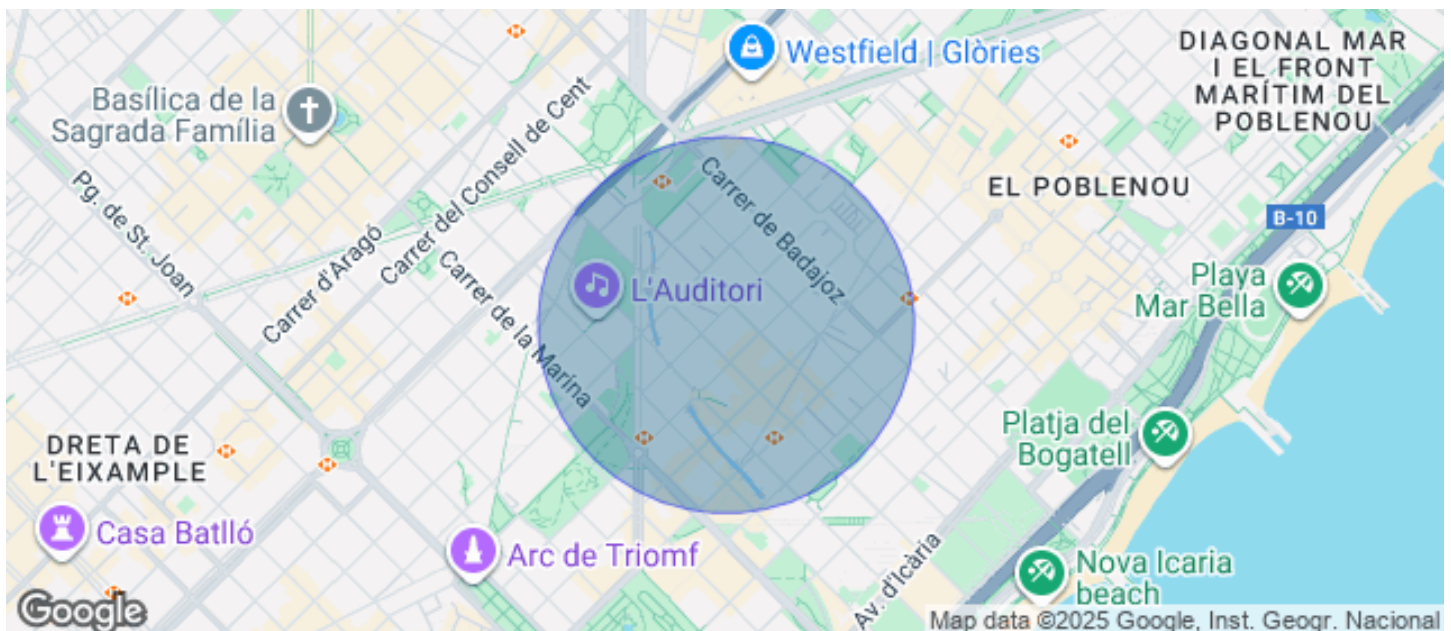 Westfield | Glòries
DIAGONAL MAR
I EL FRONT
MARÍTIM DEL
POBLENOU
Basílica de la
Sagrada Família
Carrer del Consell de Cent
Pg. de St. Joan
Carrer d'Aragó
Carrer de Badajoz
EL POBLENOU
B-10
Carrer de la Marina
L'Auditori
Playa
Mar Bella
Platja del
Bogatell
DRETA DE
L'EIXAMPLE
Casa Batlló
Arc de Triomf
Av. d'Icària
Nova Icaria
beach
Google
Map data ©2025 Google, Inst. Geogr. Nacional